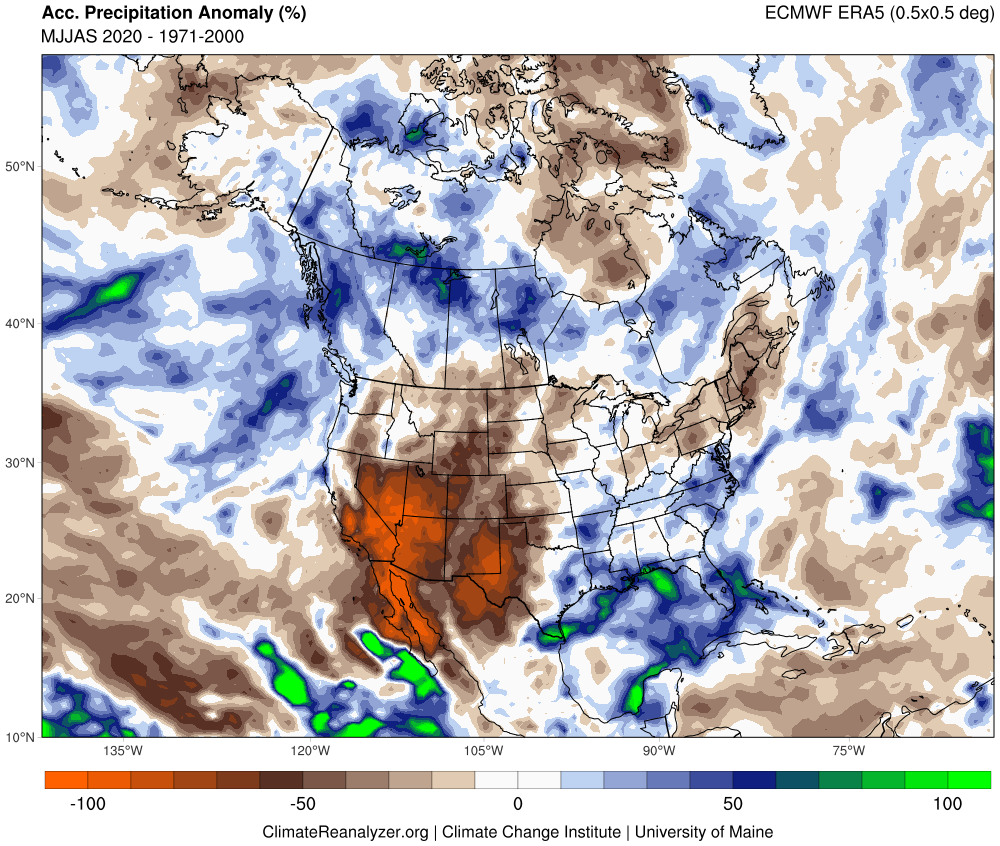 Acc. Precipitation Anomaly (%)
ECMWF ERA5 (0.5x0.5 deg)
MJJAS 2020 - 1971-2000
50°N
40°N
30°N
20°N
10°N
135°W 120°W 105°W 90°W 75°W
-100 -50 0 50 100
ClimateReanalyzer.org | Climate Change Institute | University of Maine